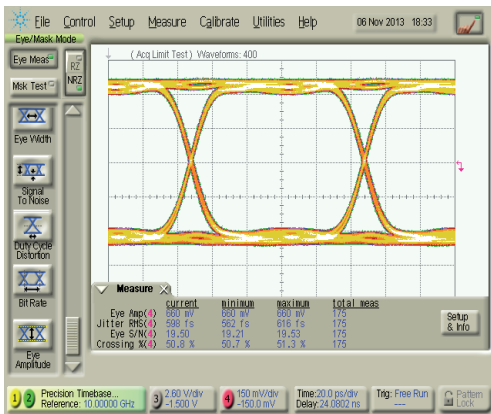 File Control Setup Measure Calibrate Utilities Help 06 Nov 2013 18:33
Eye/Mask Mode
Eye Meas
RZ
NRZ
Msk Test
Eye Width
Signal
To Noise
Duty Cycle
Distortion
Bit Rate
Eye
Amplitude
( Acq Limit Test ) Waveforms: 400
Measure
current minimum maximum total meas
Eye Amp(4) 660 mV 660 mV 660 mV 175
Jitter RMS(4) 598 fs 562 fs 616 fs 175
Eye S/N(4) 19.50 19.21 19.53 175
Crossing %(4) 50.8 % 50.7 % 51.3 % 175
Setup
& Info
1 2 Precision Timebase...
Reference: 10.00000 GHz
3 2.60 V/div
-1.500 V
4 150 mV/div
-150.0 mV
Time:20.0 ps/div
Delay:24.0802 ns
Trig: Free Run
---
Pattern
Lock